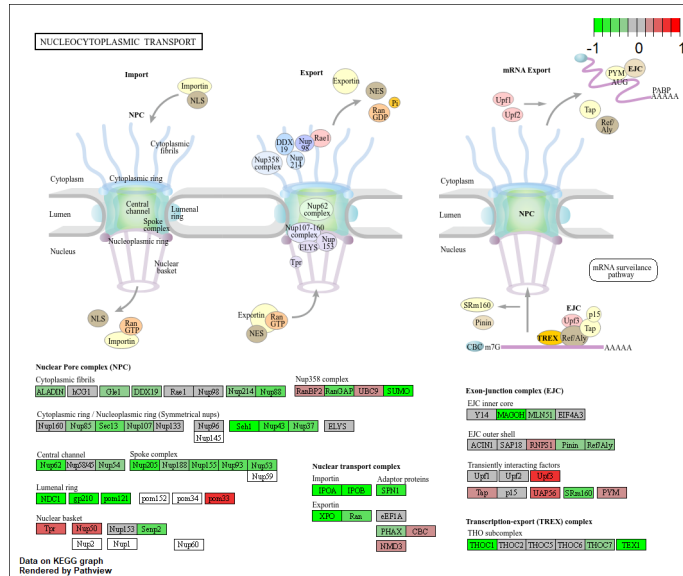 NUCLEOCYTOPLASMIC TRANSPORT
-1 0 1
Import
Export
mRNA Export
Importin
NLS
NPC
Cytoplasmic fibrils
Exportin
NES
Ran GDP
Pi
DDX 19
Nup 98
Rae1
Nup358 complex
Nup 214
Upf1
Upf2
PYM
EJC
AUG
PABP
AAAAA
Tap
Ref/ Aly
Cytoplasm
Cytoplasmic ring
Lumen
Central channel
Spoke complex
Lumenal ring
Nucleoplasmic ring
Nucleus
Nuclear basket
Nup62 complex
Nup107-160 complex
ELYS
Nup 153
Tpr
Cytoplasm
Lumen
NPC
Nucleus
mRNA surveilance pathway
NLS
Ran GTP
Importin
Exportin
Ran GTP
NES
SRm160
Pinin
EJC
Upf3
p15
Tap
TREX
Ref/Aly
CBC
m7G
AAAAA
Nuclear Pore complex (NPC)
Cytoplasmic fibrils
ALADIN hCG1 Gle1 DDX19 Rae1 Nup98 Nup214 Nup88
Nup358 complex
RanBP2 RanGAP UBC9 SUMO
Cytoplasmic ring / Nucleoplasmic ring (Symmetrical nups)
Nup160 Nup85 Sec13 Nup107 Nup133 Nup96 Seh1 Nup43 Nup37 ELYS
Nup145
Central channel
Nup62 Nup58/45 Nup54
Spoke complex
Nup205 Nup188 Nup155 Nup93 Nup53
Nup59
Lumenal ring
NDC1 gp210 pom121 pom152 pom34 pom33
Nuclear basket
Tpr Nup50 Nup153 Senp2
Nup2 Nup1 Nup60
Nuclear transport complex
Importin
IPOA IPOB
Adaptor proteins
SPN1
Exportin
XPO Ran eEF1A
PHAX CBC
NMD3
Exon-junction complex (EJC)
EJC inner core
Y14 MAGOH MLN51 EIF4A3
EJC outer shell
ACIN1 SAP18 RNPS1 Pinin Ref/Aly
Transiently interacting factors
Upf1 Upf2 Upf3
Tap p15 UAP56 SRm160 PYM
Transcription-export (TREX) complex
THO subcomplex
THOC1 THOC2 THOC5 THOC6 THOC7 TEX1
Data on KEGG graph
Rendered by Pathview